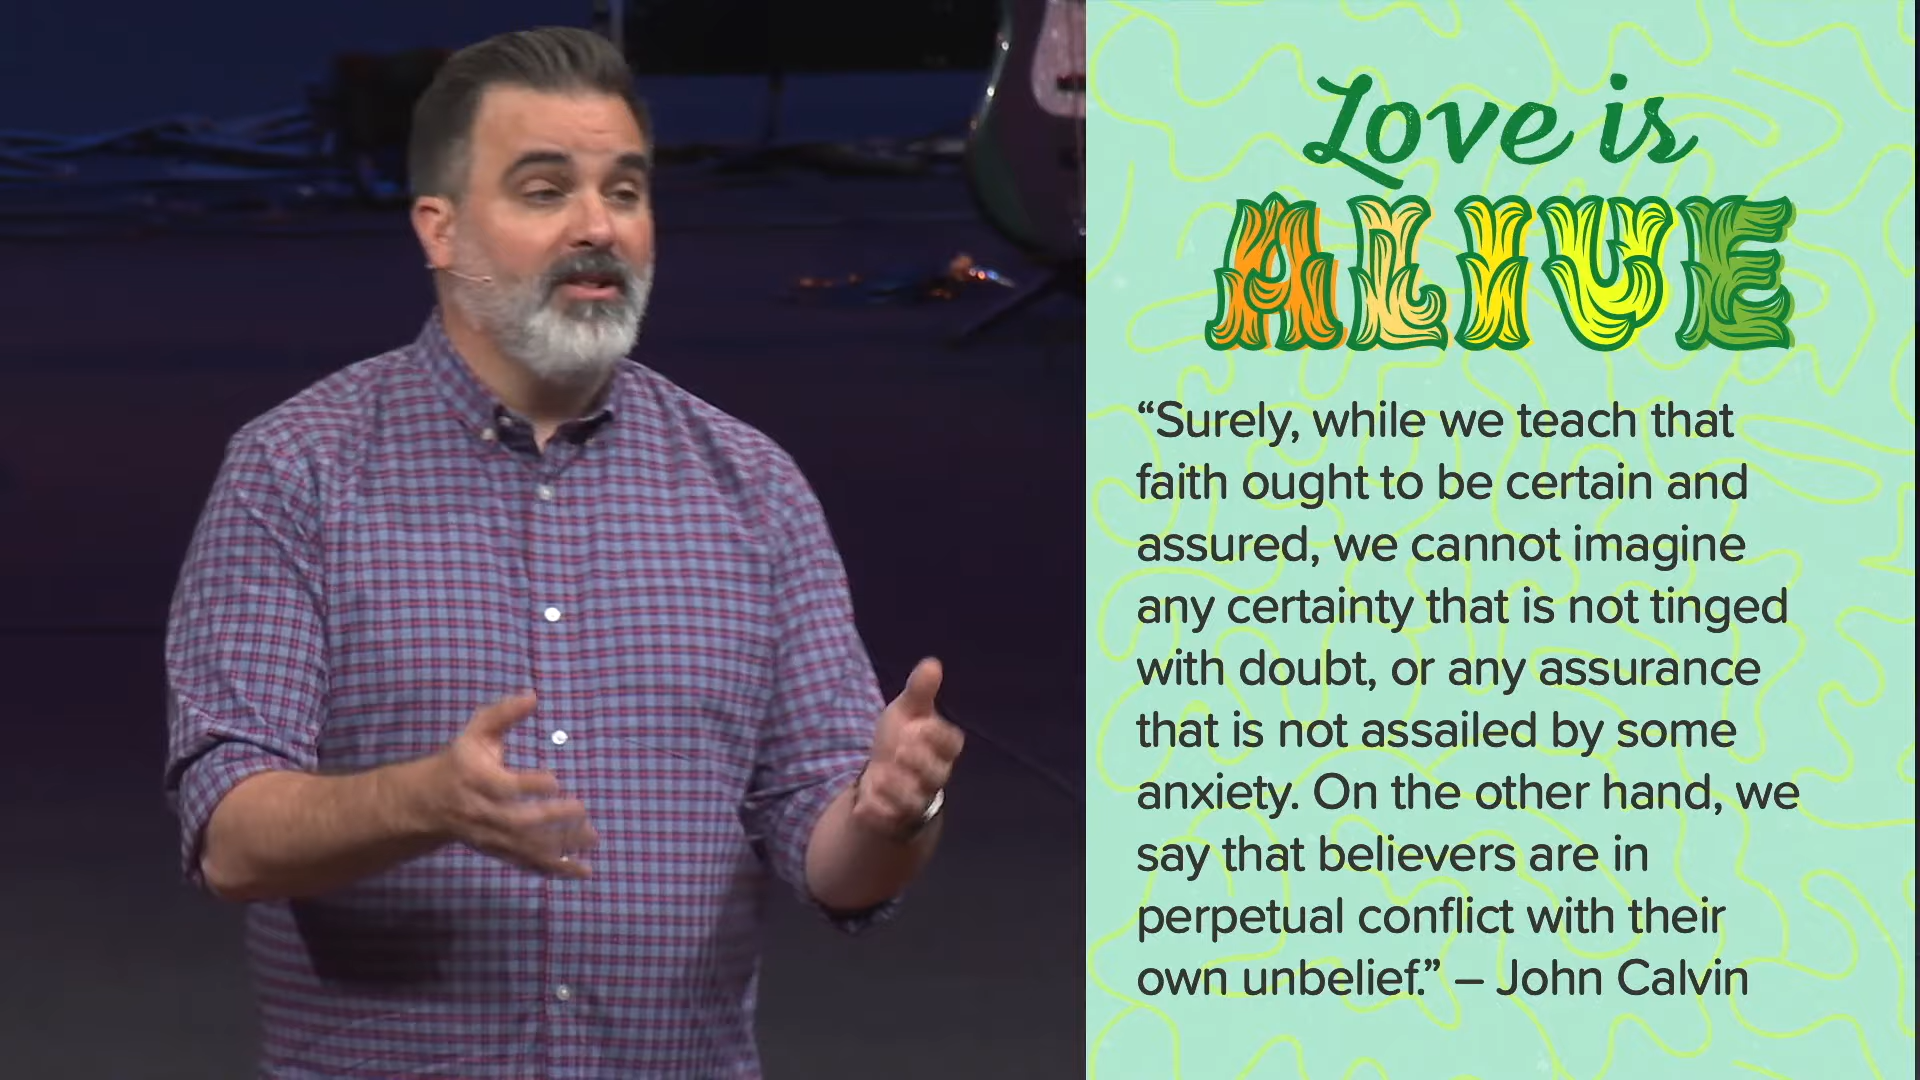 Love is
ALIVE
“Surely, while we teach that
faith ought to be certain and
assured, we cannot imagine
any certainty that is not tinged
with doubt, or any assurance
that is not assailed by some
anxiety. On the other hand, we
say that believers are in
perpetual conflict with their
own unbelief.” – John Calvin